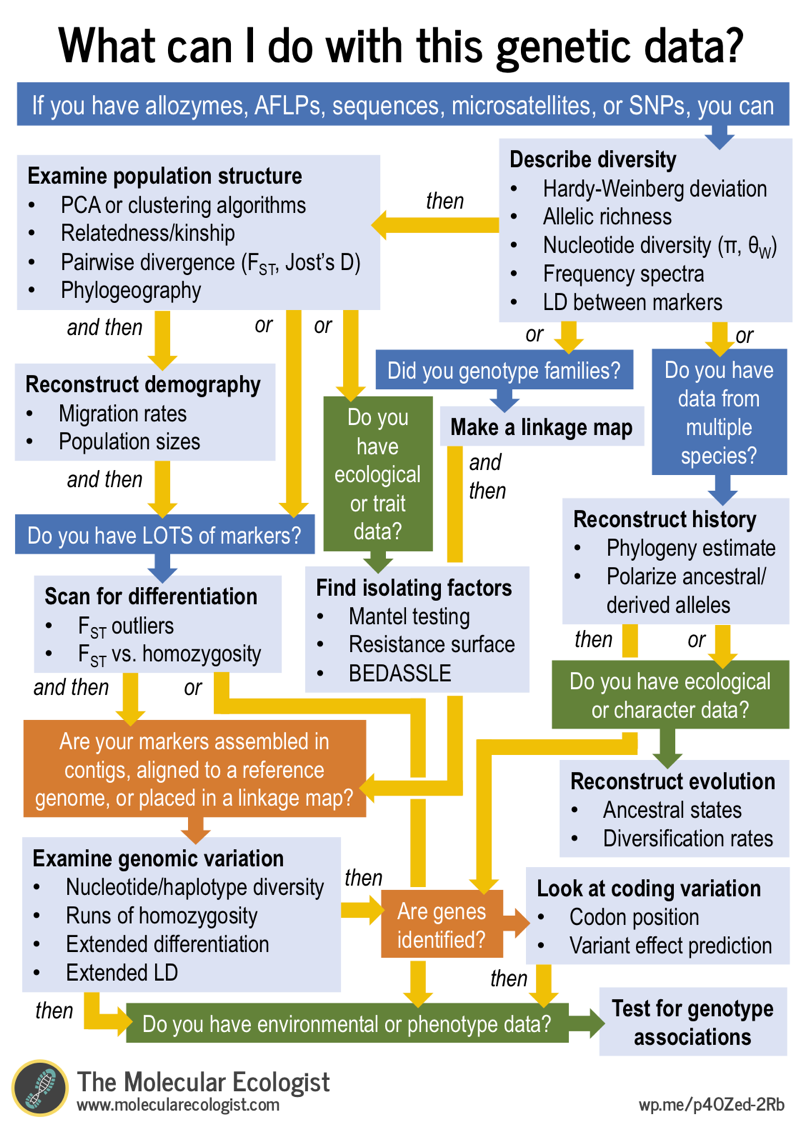 What can I do with this genetic data?
If you have allozymes, AFLPs, sequences, microsatellites, or SNPs, you can
Describe diversity
• Hardy-Weinberg deviation
• Allelic richness
• Nucleotide diversity (π, θW)
• Frequency spectra
• LD between markers
then
Examine population structure
• PCA or clustering algorithms
• Relatedness/kinship
• Pairwise divergence (FST, Jost's D)
• Phylogeography
and then
or
or
or
or
Reconstruct demography
• Migration rates
• Population sizes
and then
Did you genotype families?
Make a linkage map
and
then
Do you have
data from
multiple
species?
Do you
have
ecological
or trait
data?
Do you have LOTS of markers?
Reconstruct history
• Phylogeny estimate
• Polarize ancestral/
derived alleles
then
or
Scan for differentiation
• FST outliers
• FST vs. homozygosity
and then
or
Find isolating factors
• Mantel testing
• Resistance surface
• BEDASSLE
Do you have ecological
or character data?
Are your markers assembled in
contigs, aligned to a reference
genome, or placed in a linkage map?
Reconstruct evolution
• Ancestral states
• Diversification rates
Examine genomic variation
• Nucleotide/haplotype diversity
• Runs of homozygosity
• Extended differentiation
• Extended LD
then
Are genes
identified?
Look at coding variation
• Codon position
• Variant effect prediction
then
then
Do you have environmental or phenotype data?
Test for genotype
associations
The Molecular Ecologist
www.molecularecologist.com
wp.me/p4OZed-2Rb